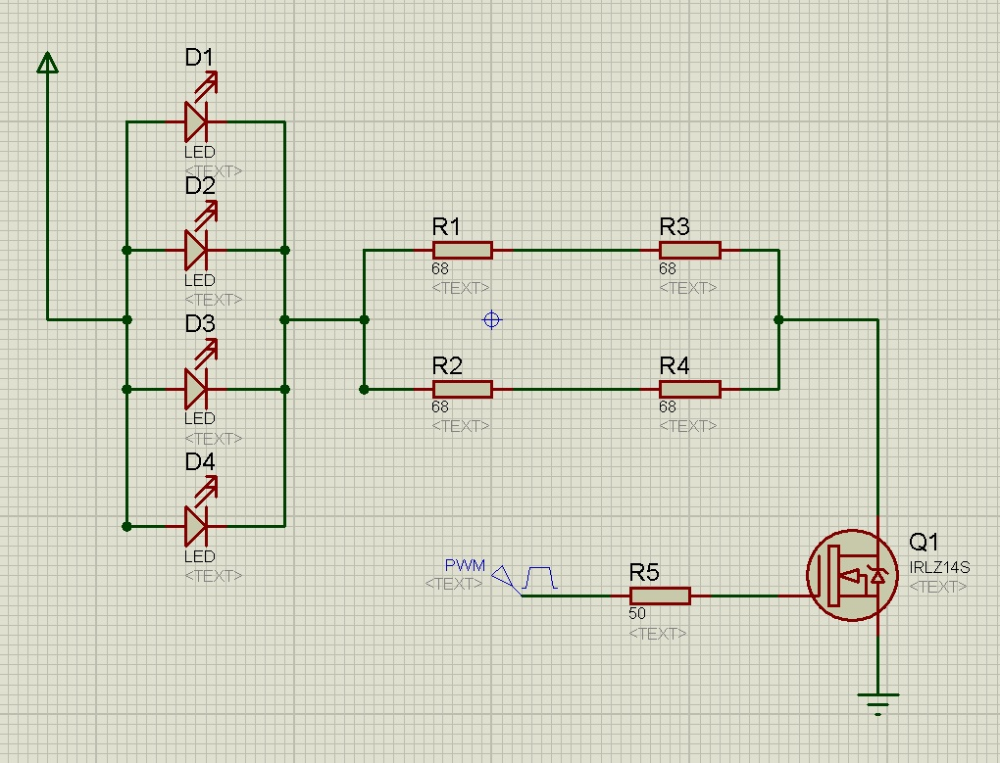 D1
LED
<TEXT>
D2
LED
<TEXT>
D3
LED
<TEXT>
D4
LED
<TEXT>
R1
68
<TEXT>
R3
68
<TEXT>
R2
68
<TEXT>
R4
68
<TEXT>
PWM
<TEXT>
R5
50
<TEXT>
Q1
IRLZ14S
<TEXT>